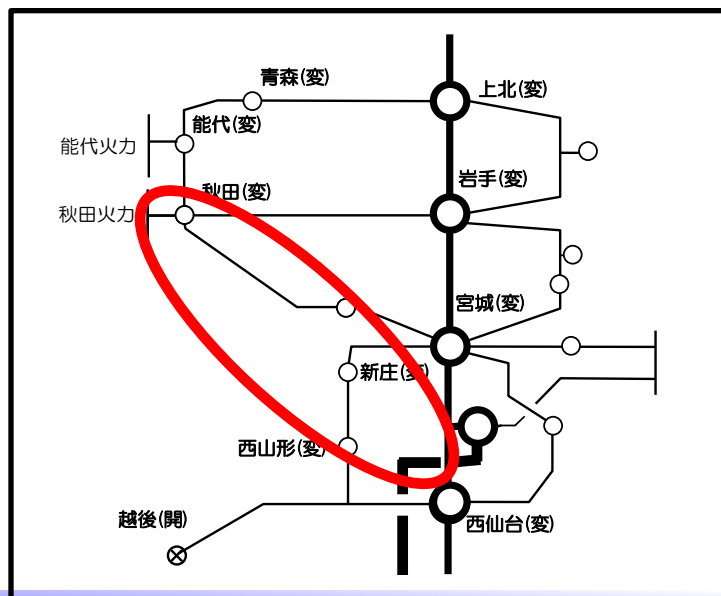 青森(変)
上北(変)
能代(変)
能代火力
岩手(変)
秋田(変)
秋田火力
宮城(変)
新庄(変)
西山形(変)
越後(開)
西仙台(変)